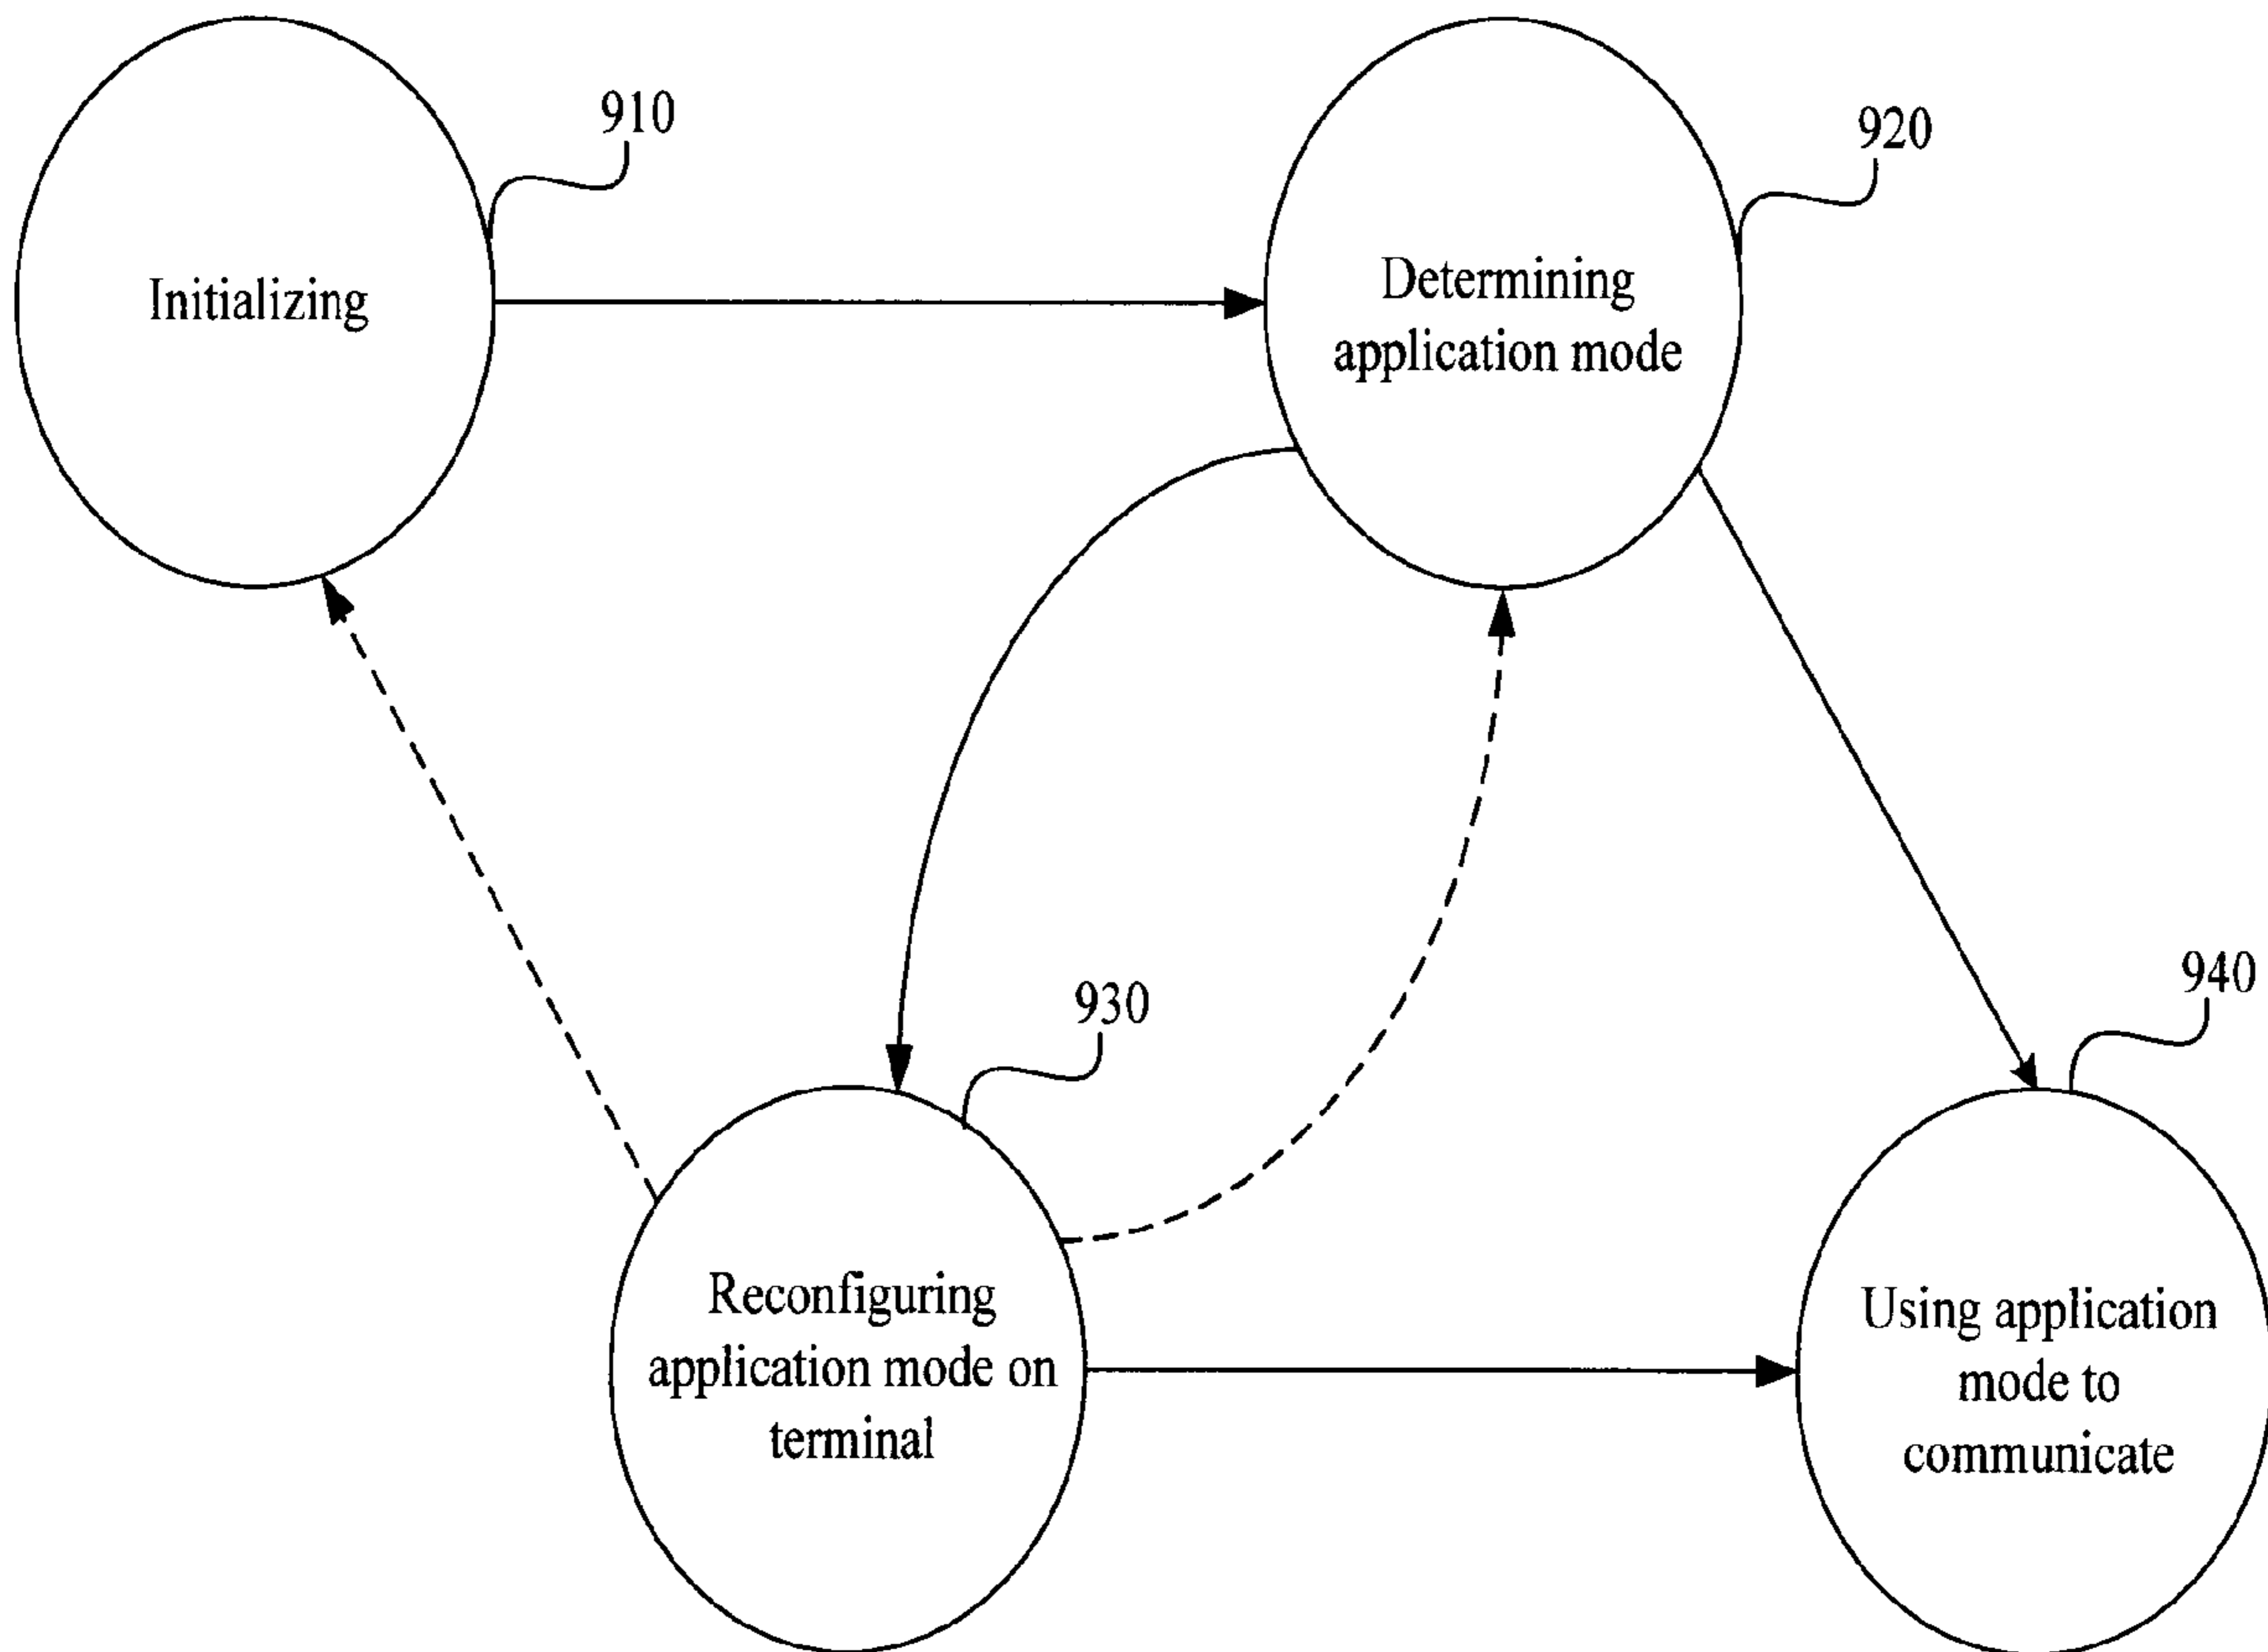 910
Initializing
920
Determining
application mode
930
Reconfiguring
application mode on
terminal
940
Using application
mode to
communicate